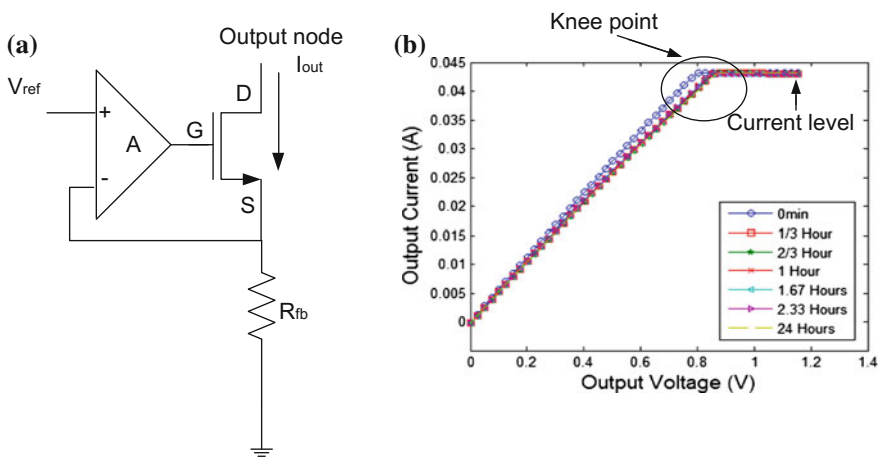 (a)
Output node
Iout
Vref
D
+
A
G
-
S
Rfb
(b)
Knee point
Current level
Output Current (A)
0.045
0.04
0.035
0.03
0.025
0.02
0.015
0.01
0.005
0
0min
1/3 Hour
2/3 Hour
1 Hour
1.67 Hours
2.33 Hours
24 Hours
0 0.2 0.4 0.6 0.8 1 1.2 1.4
Output Voltage (V)